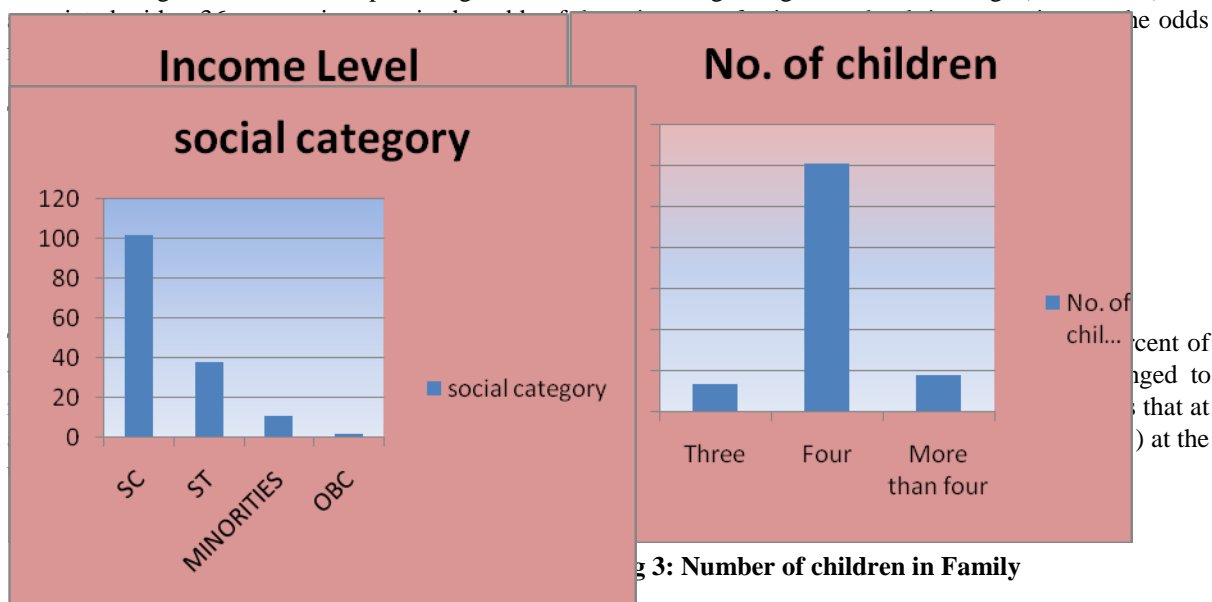 he odds
Income Level
No. of children
social category
120
100
80
60
40
20
0
SC
ST
MINORITIES
OBC
social category
Three
Four
More
than four
No. of
chil...
rcent of
nged to
s that at
) at the
g 3: Number of children in Family